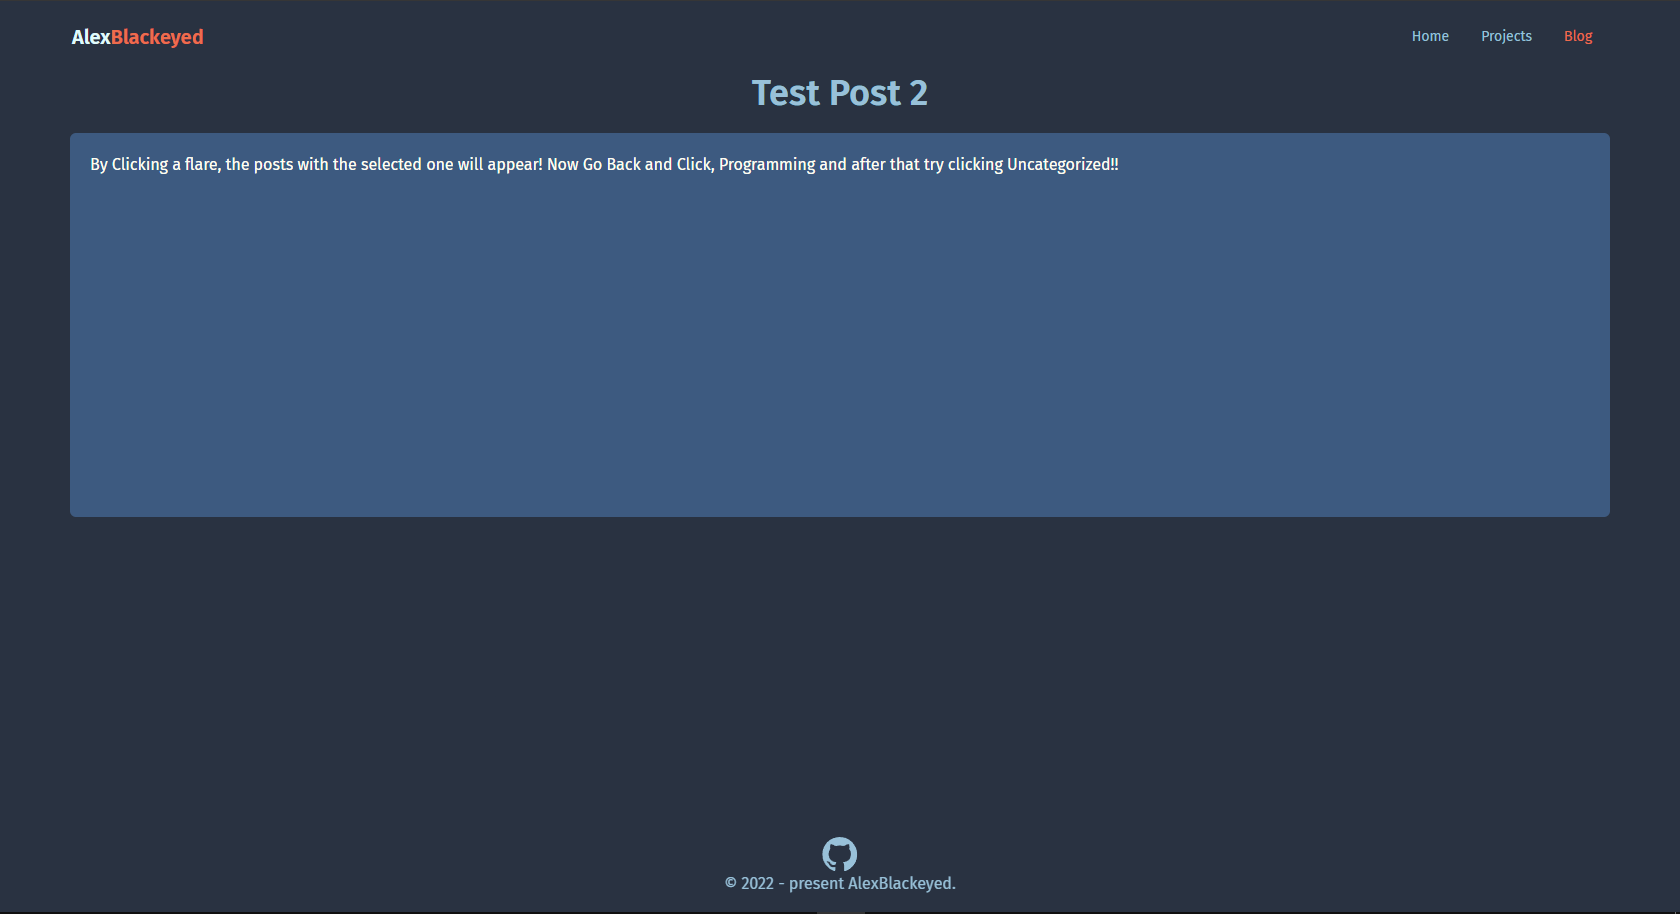 AlexBlackeyed
Home Projects Blog
Test Post 2
By Clicking a flare, the posts with the selected one will appear! Now Go Back and Click, Programming and after that try clicking Uncategorized!!
© 2022 - present AlexBlackeyed.